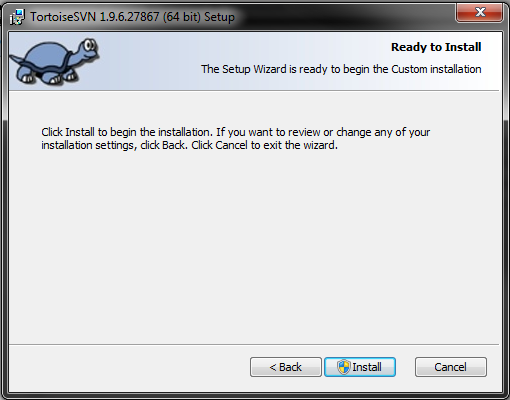 TortoiseSVN 1.9.6.27867 (64 bit) Setup
Ready to Install
The Setup Wizard is ready to begin the Custom installation
Click Install to begin the installation. If you want to review or change any of your
installation settings, click Back. Click Cancel to exit the wizard.
< Back
Install
Cancel